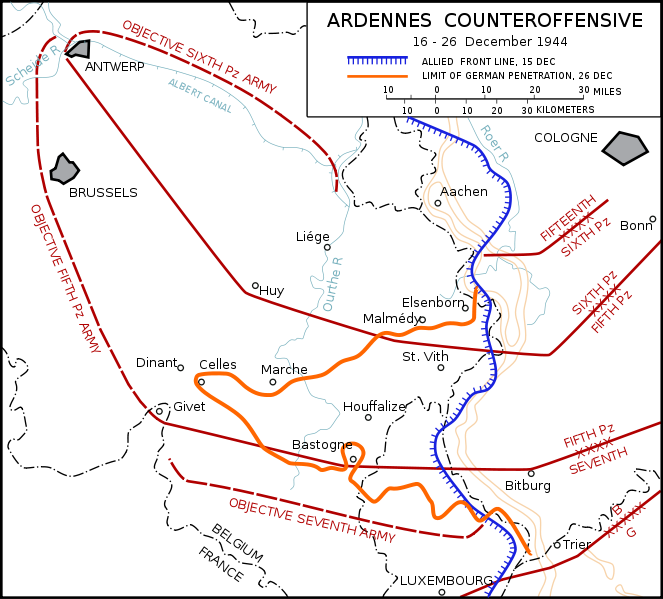 ARDENNES COUNTEROFFENSIVE
16 - 26 December 1944
ALLIED FRONT LINE, 15 DEC
LIMIT OF GERMAN PENETRATION, 26 DEC
10 0 10 20 30 MILES
10 0 10 20 30 KILOMETERS
OBJECTIVE SIXTH Pz ARMY
Schelde R
ANTWERP
ALBERT CANAL
Roer R
COLOGNE
BRUSSELS
Aachen
FIFTEENTH
XXXX
SIXTH Pz
Bonn
OBJECTIVE FIFTH Pz ARMY
Liége
Ourthe R
Huy
Elsenborn
Malmédy
SIXTH Pz
XXXX
FIFTH Pz
St. Vith
Dinant
Celles
Marche
Givet
Houffalize
Bastogne
FIFTH Pz
XXXX
SEVENTH
Bitburg
OBJECTIVE SEVENTH ARMY
B
XXXXX
G
BELGIUM
FRANCE
Trier
LUXEMBOURG